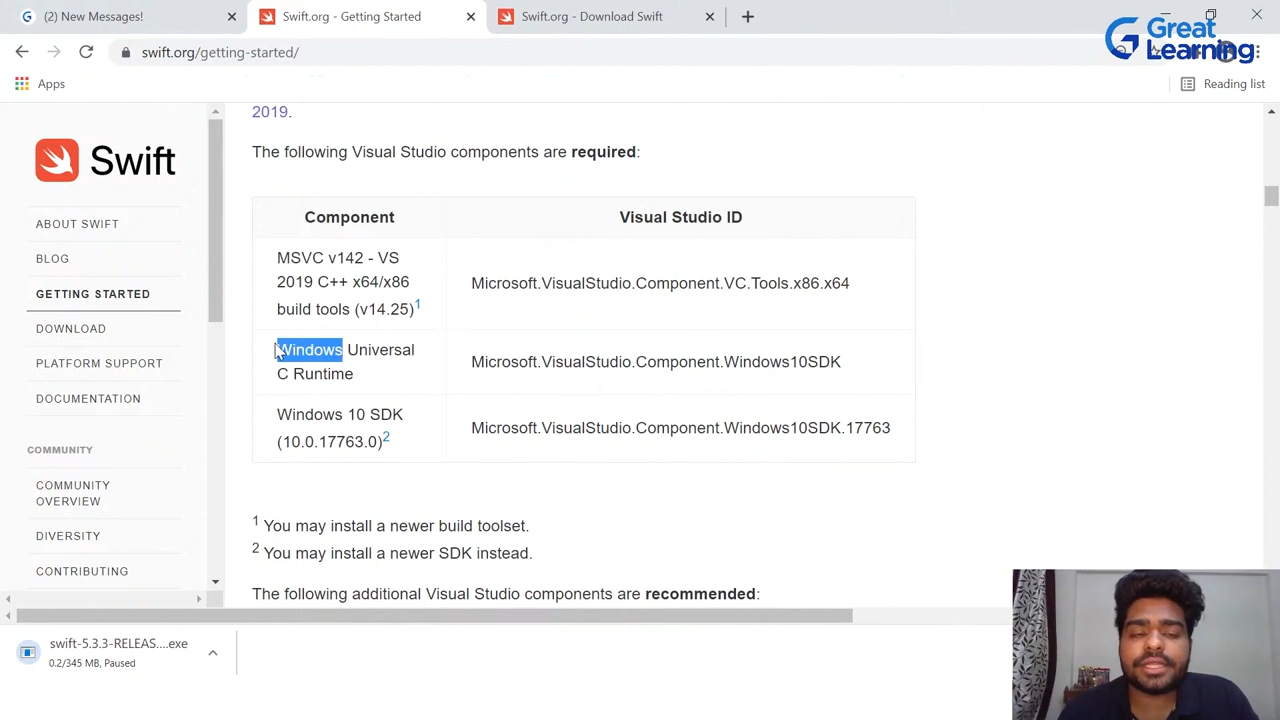 (2) New Messages!
Swift.org - Getting Started
Swift.org - Download Swift
swift.org/getting-started/
Great
Learning
Apps
Reading list
Swift
ABOUT SWIFT
BLOG
GETTING STARTED
DOWNLOAD
PLATFORM SUPPORT
DOCUMENTATION
COMMUNITY
COMMUNITY
OVERVIEW
DIVERSITY
CONTRIBUTING
2019.
The following Visual Studio components are required:
Component Visual Studio ID
MSVC v142 - VS
2019 C++ x64/x86
build tools (v14.25)1
Microsoft.VisualStudio.Component.VC.Tools.x86.x64
Windows Universal
C Runtime
Microsoft.VisualStudio.Component.Windows10SDK
Windows 10 SDK
(10.0.17763.0)2
Microsoft.VisualStudio.Component.Windows10SDK.17763
1 You may install a newer build toolset.
2 You may install a newer SDK instead.
The following additional Visual Studio components are recommended:
swift-5.3.3-RELEAS....exe
0.2/345 MB, Paused